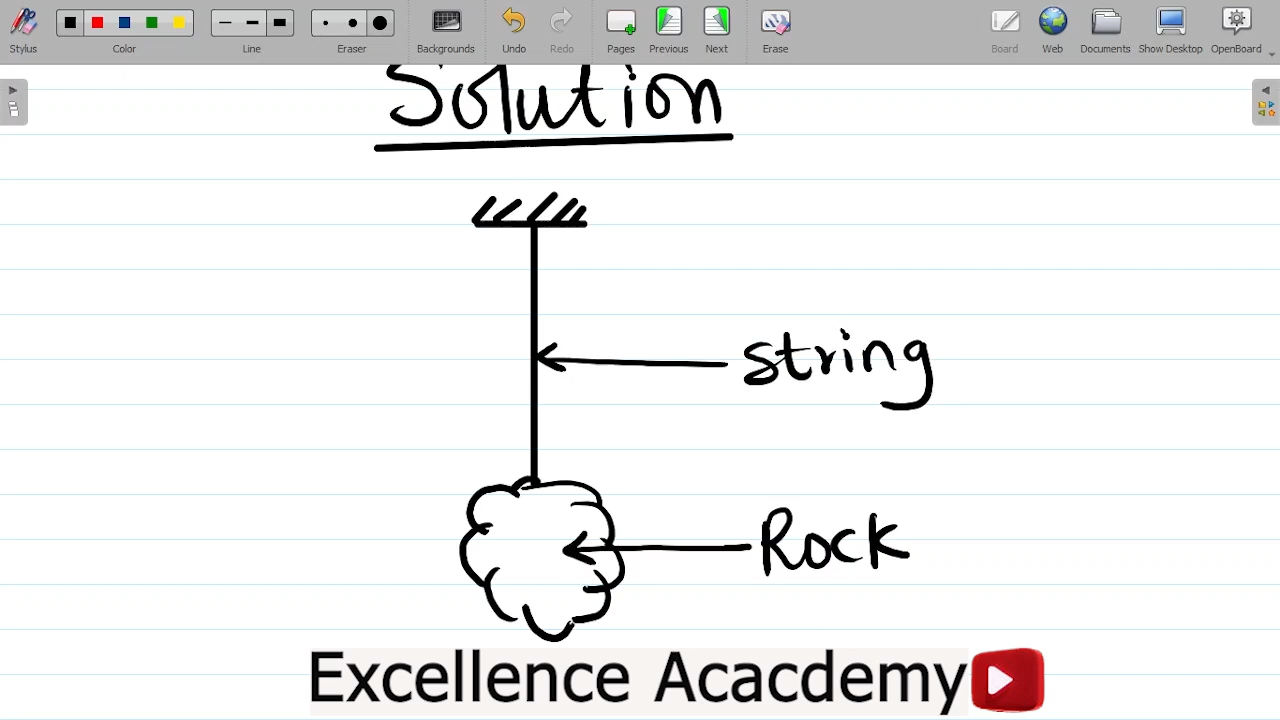 Stylus Color Line Eraser Backgrounds Undo Redo Pages Previous Next Erase Board Web Documents Show Desktop OpenBoard
Solution
string
Rock
Excellence Acacdemy